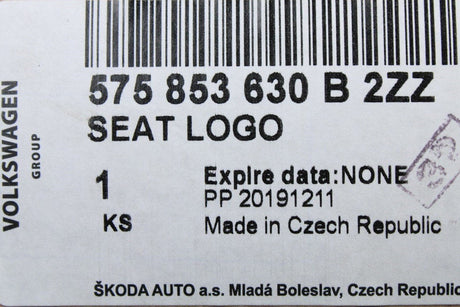 VOLKSWAGEN
GROUP
575 853 630 B 2ZZ
SEAT LOGO
1
KS
Expire data:NONE
PP 20191211
Made in Czech Republic
ŠKODA AUTO a.s. Mladá Boleslav, Czech Republic